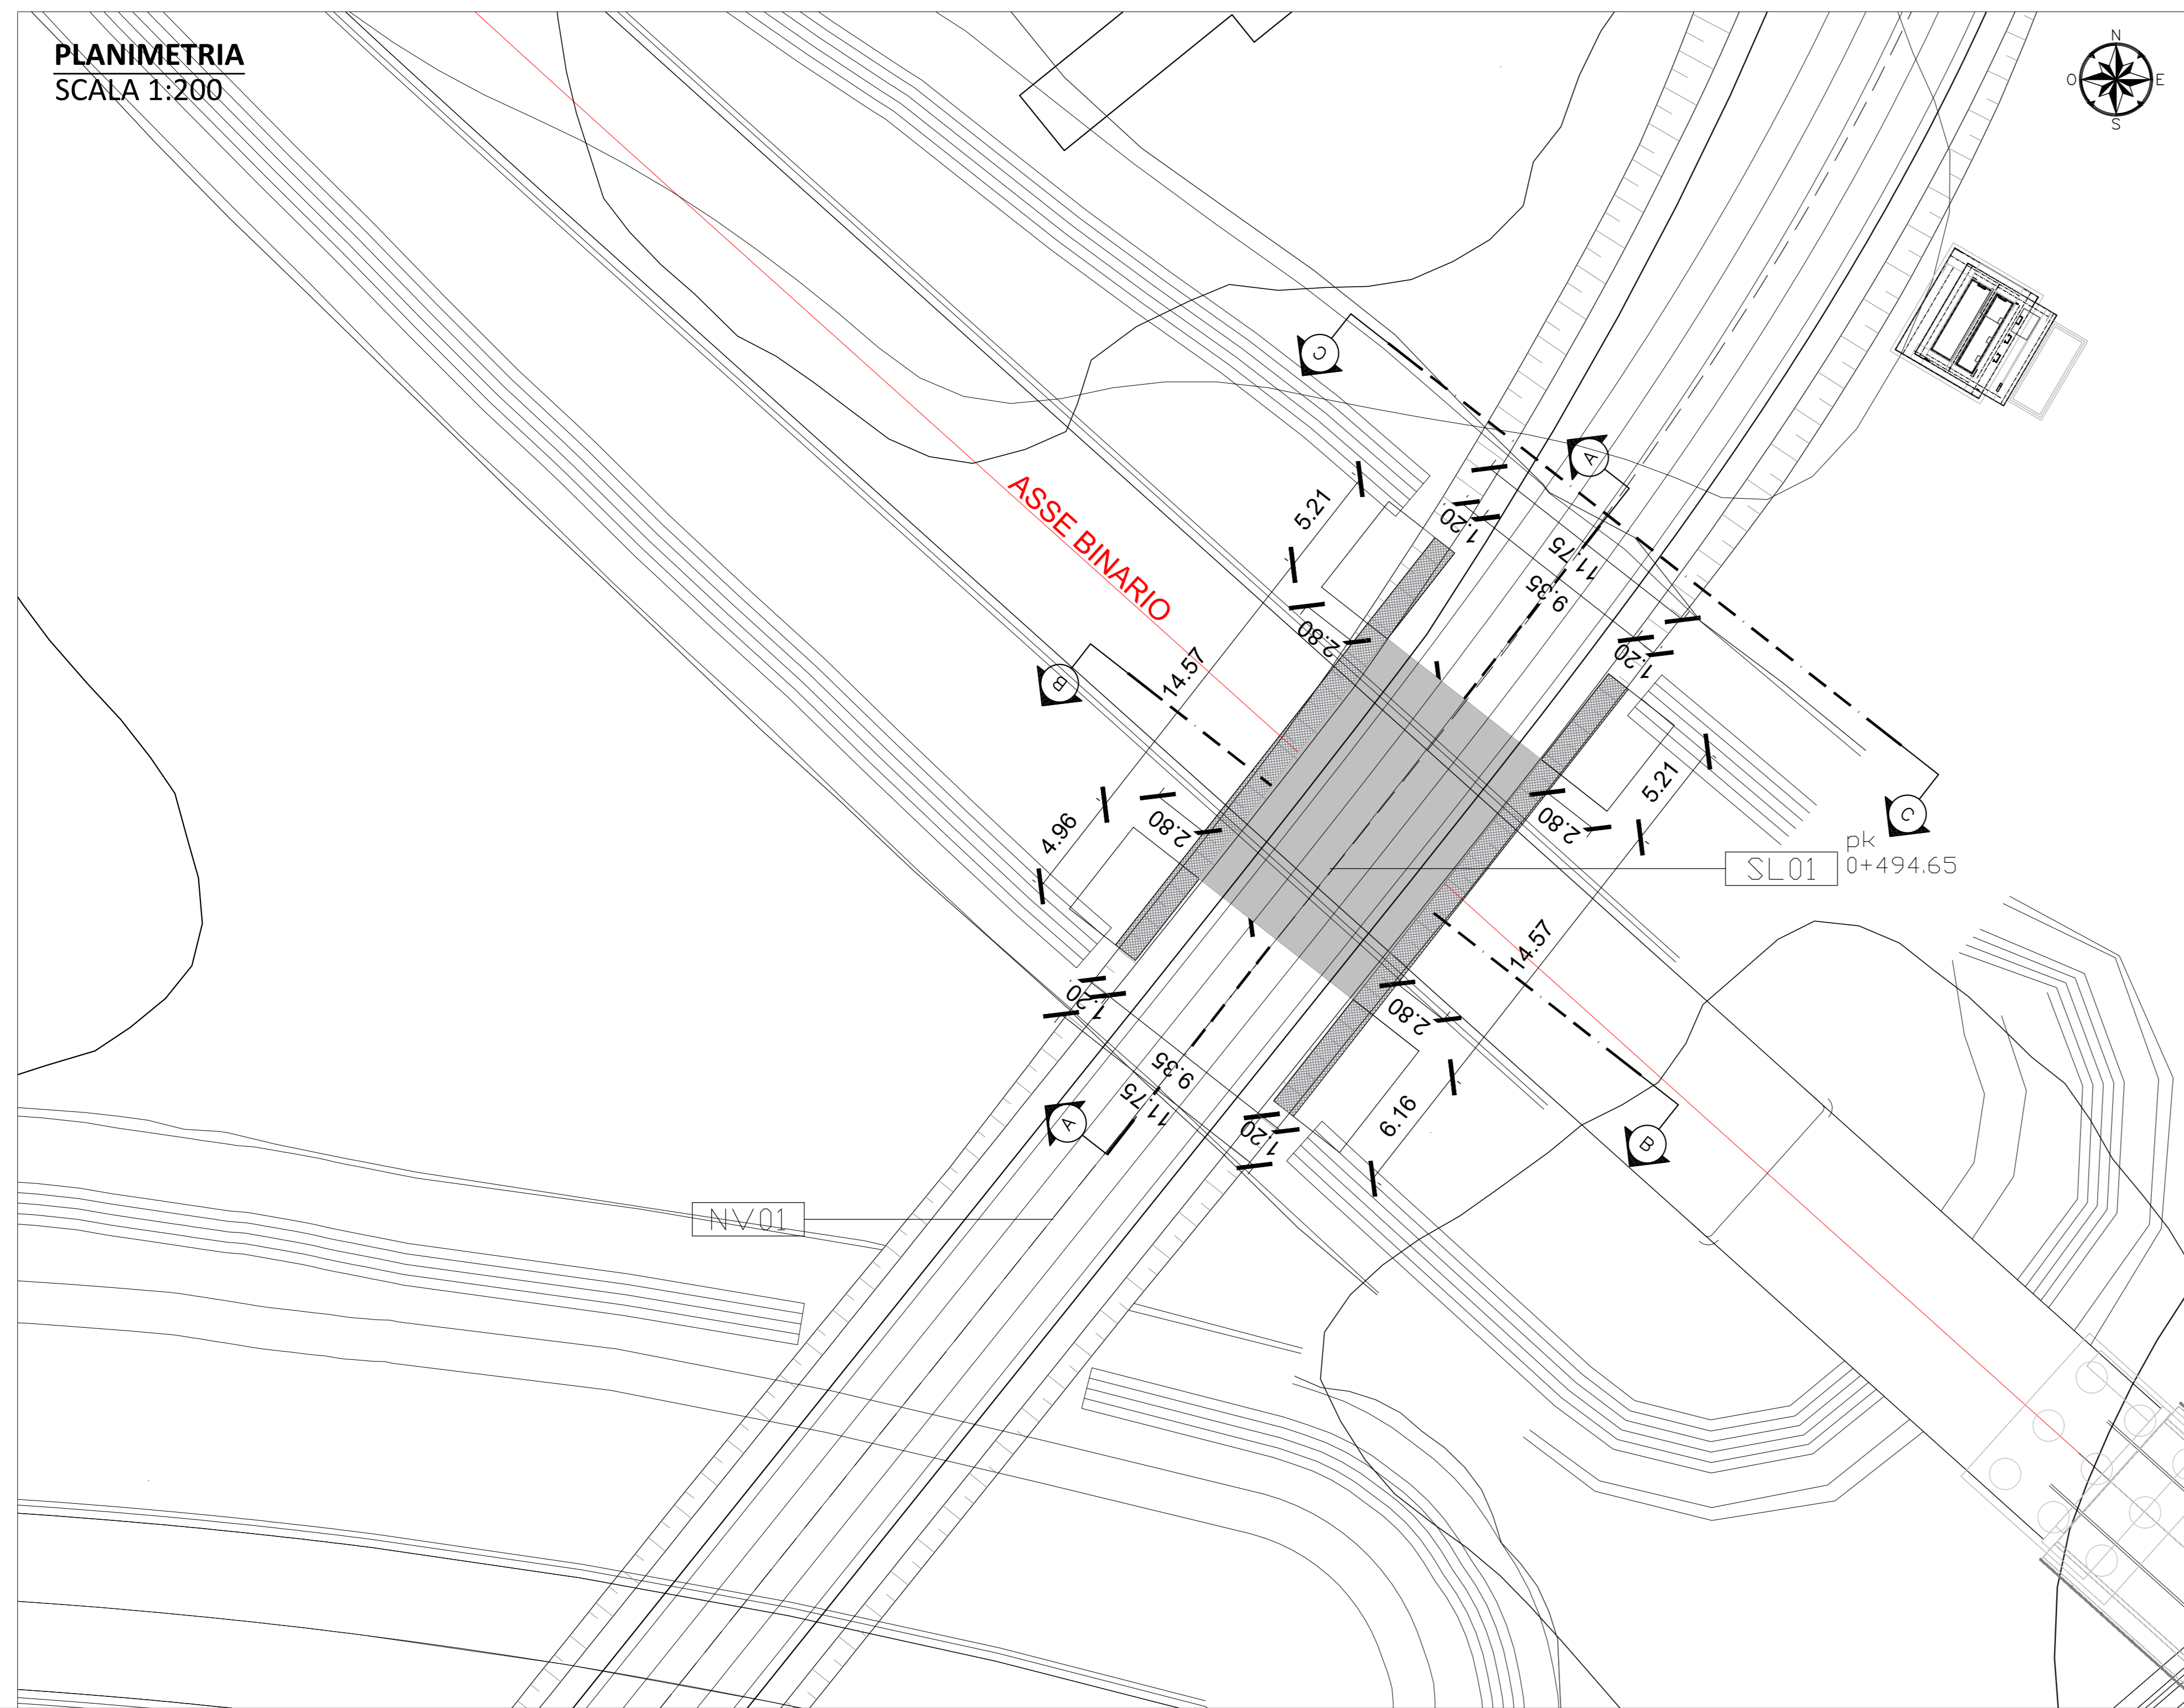 PLANIMETRIA
SCALA 1:200
N
O
E
S
C
A
5.21
1.20
11.75
9.35
ASSE BINARIO
2.80
1.20
14.57
B
5.21
2.80
4.96
2.80
C
pk
SL01
0+494.65
14.57
1.20
2.80
9.35
11.75
A
1.20
6.16
B
NV01